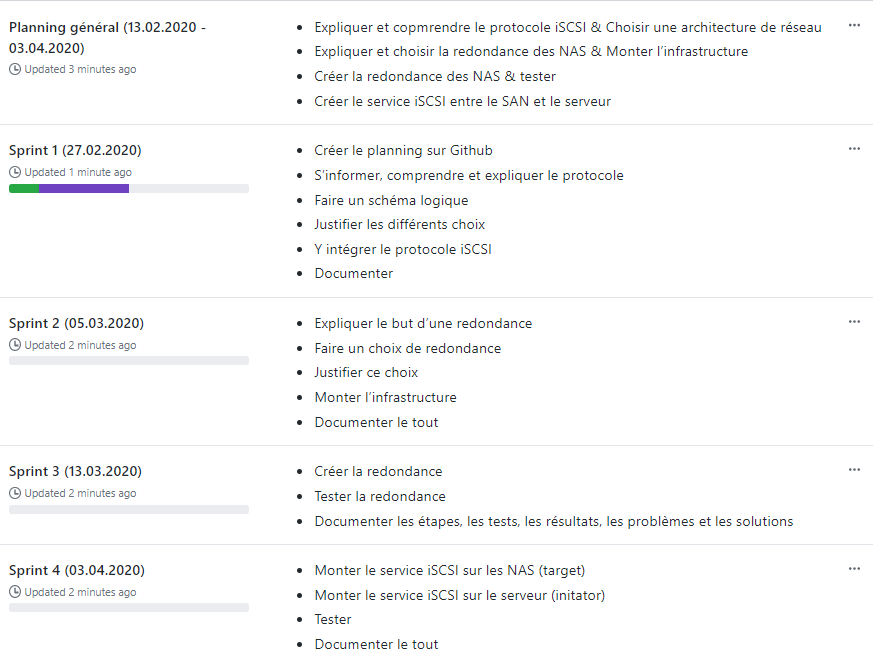 Planning général (13.02.2020 -
03.04.2020)
Updated 3 minutes ago
• Expliquer et copmrendre le protocole iSCSI & Choisir une architecture de réseau
• Expliquer et choisir la redondance des NAS & Monter l’infrastructure
• Créer la redondance des NAS & tester
• Créer le service iSCSI entre le SAN et le serveur
Sprint 1 (27.02.2020)
Updated 1 minute ago
• Créer le planning sur Github
• S’informer, comprendre et expliquer le protocole
• Faire un schéma logique
• Justifier les différents choix
• Y intégrer le protocole iSCSI
• Documenter
Sprint 2 (05.03.2020)
Updated 2 minutes ago
• Expliquer le but d’une redondance
• Faire un choix de redondance
• Justifier ce choix
• Monter l’infrastructure
• Documenter le tout
Sprint 3 (13.03.2020)
Updated 2 minutes ago
• Créer la redondance
• Tester la redondance
• Documenter les étapes, les tests, les résultats, les problèmes et les solutions
Sprint 4 (03.04.2020)
Updated 2 minutes ago
• Monter le service iSCSI sur les NAS (target)
• Monter le service iSCSI sur le serveur (initator)
• Tester
• Documenter le tout